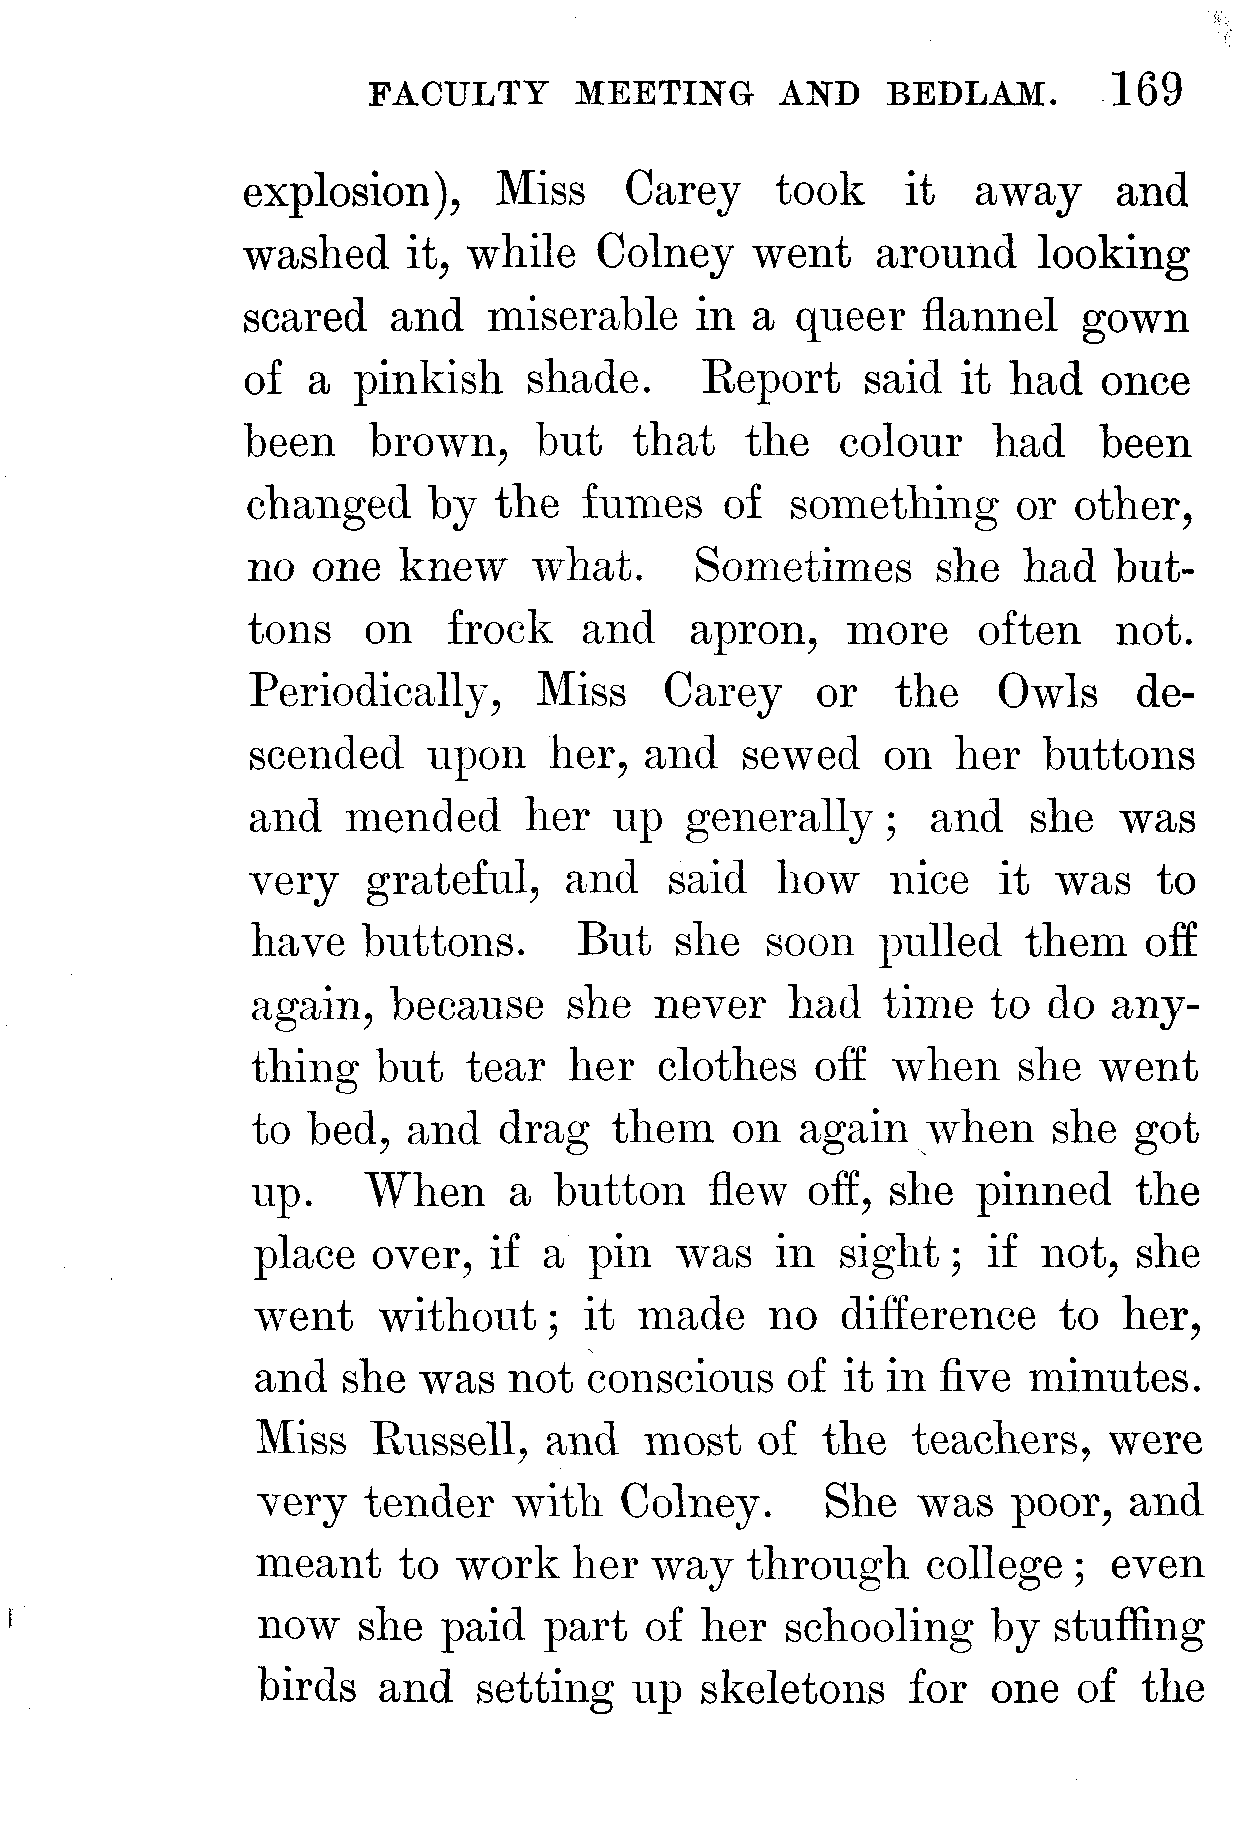 FACULTY MEETING AND BEDLAM. 169
explosion), Miss Carey took it away and
washed it, while Colney went around looking
scared and miserable in a queer flannel gown
of a pinkish shade. Report said it had once
been brown, but that the colour had been
changed by the fumes of something or other,
no one knew what. Sometimes she had but-
tons on frock and apron, more often not.
Periodically, Miss Carey or the Owls de-
scended upon her, and sewed on her buttons
and mended her up generally; and she was
very grateful, and said how nice it was to
have buttons. But she soon pulled them off
again, because she never had time to do any-
thing but tear her clothes off when she went
to bed, and drag them on again when she got
up. When a button flew off, she pinned the
place over, if a pin was in sight; if not, she
went without; it made no difference to her,
and she was not conscious of it in five minutes.
Miss Russell, and most of the teachers, were
very tender with Colney. She was poor, and
meant to work her way through college; even
now she paid part of her schooling by stuffing
birds and setting up skeletons for one of the